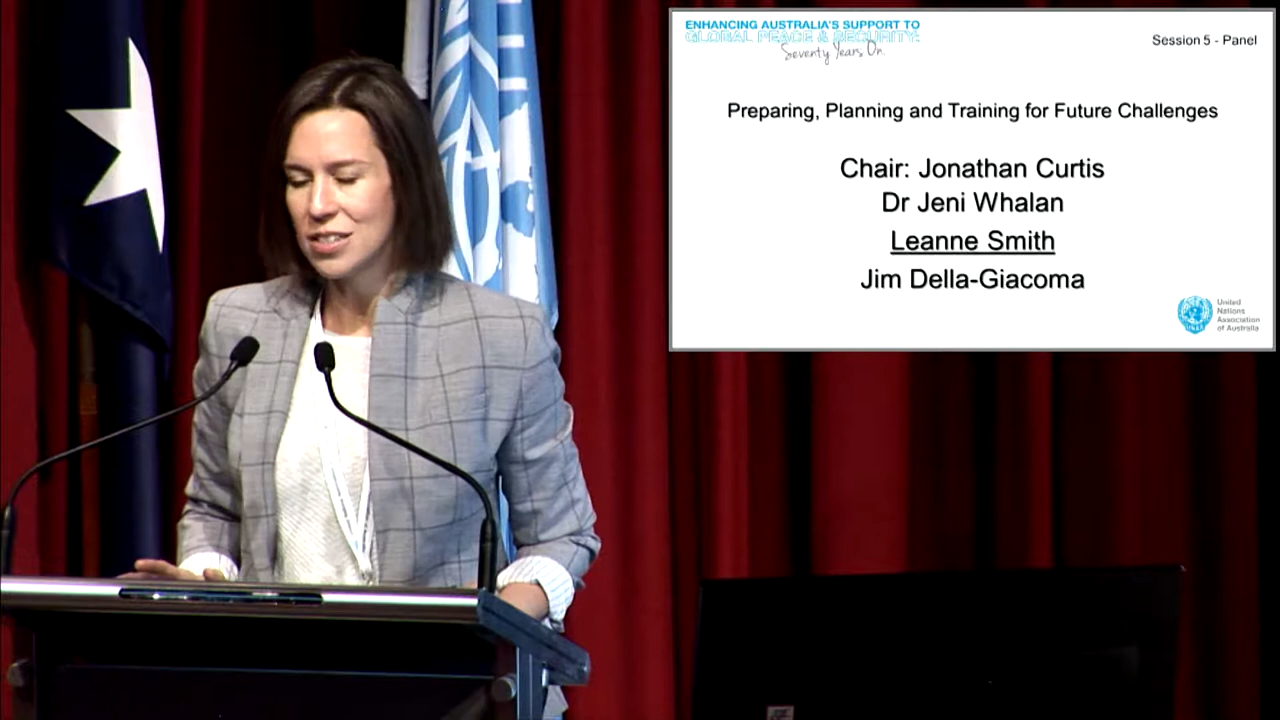 ENHANCING AUSTRALIA'S SUPPORT TO
GLOBAL PEACE & SECURITY:
Seventy Years On.
Session 5 - Panel
Preparing, Planning and Training for Future Challenges
Chair: Jonathan Curtis
Dr Jeni Whalan
Leanne Smith
Jim Della-Giacoma
United
Nations
Association
of Australia